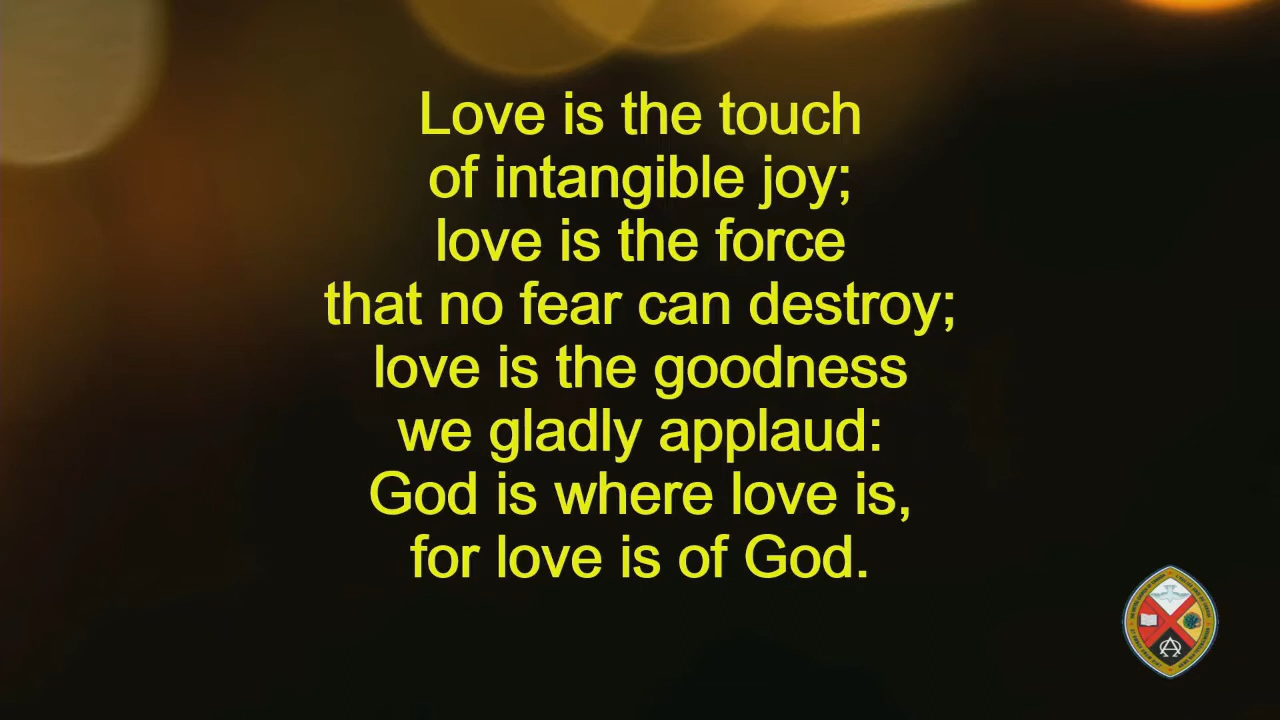 Love is the touch
of intangible joy;
love is the force
that no fear can destroy;
love is the goodness
we gladly applaud:
God is where love is,
for love is of God.